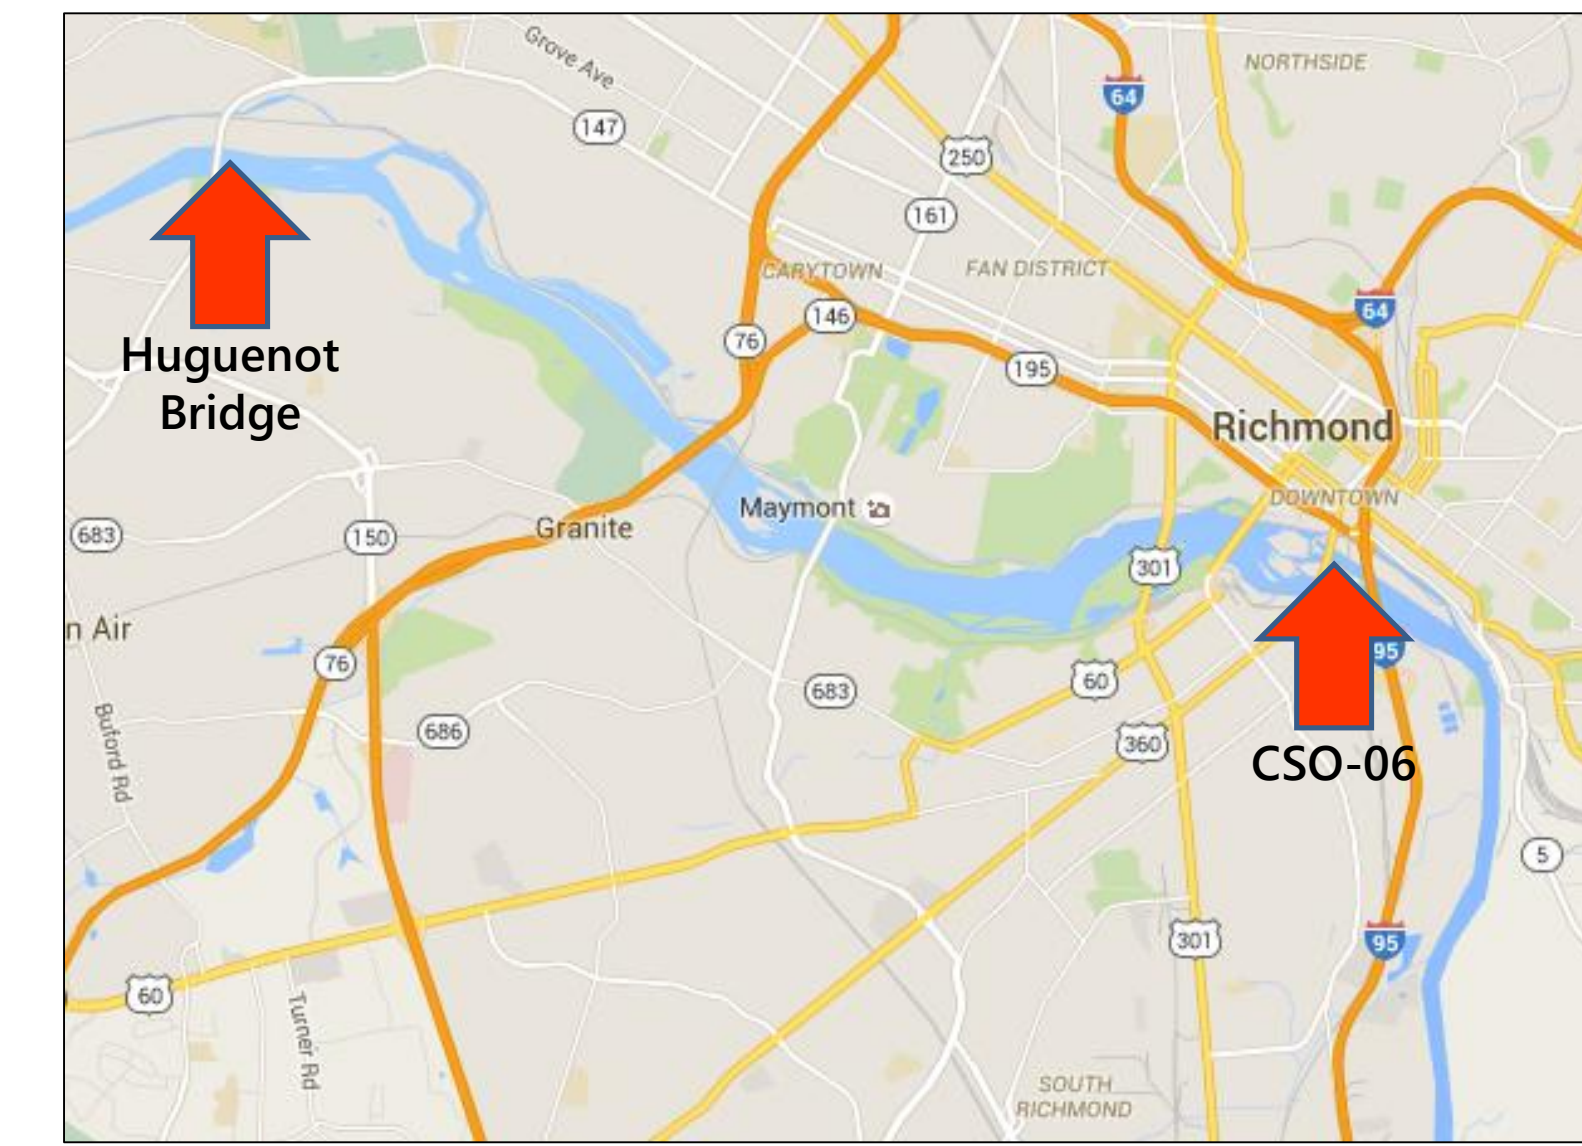 Grove Ave
NORTHSIDE
64
147
250
161
CARYTOWN
FAN DISTRICT
146
64
76
195
Huguenot
Bridge
Richmond
DOWNTOWN
Maymont
683
150
Granite
301
n Air
76
95
60
683
Buford Rd
686
360
CSO-06
5
301
95
60
Turner Rd
SOUTH
RICHMOND